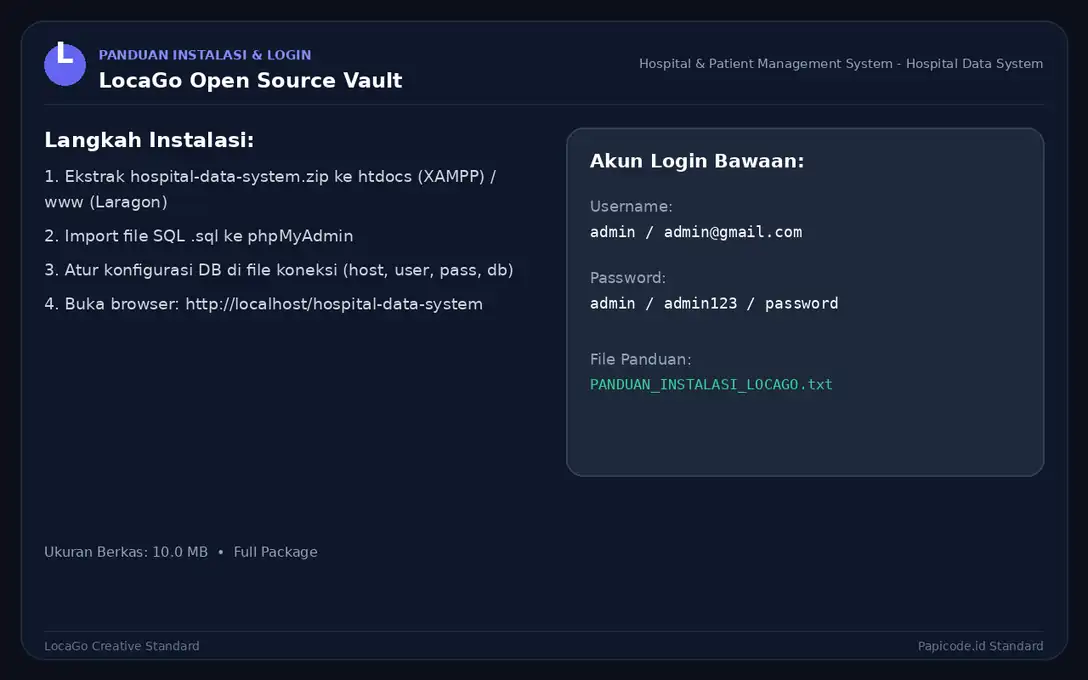 L
PANDUAN INSTALASI & LOGIN
LocaGo Open Source Vault
Hospital & Patient Management System - Hospital Data System
Langkah Instalasi:
1. Ekstrak hospital-data-system.zip ke htdocs (XAMPP) /
www (Laragon)
2. Import file SQL .sql ke phpMyAdmin
3. Atur konfigurasi DB di file koneksi (host, user, pass, db)
4. Buka browser: http://localhost/hospital-data-system
Akun Login Bawaan:
Username:
admin / admin@gmail.com
Password:
admin / admin123 / password
File Panduan:
PANDUAN_INSTALASI_LOCAGO.txt
Ukuran Berkas: 10.0 MB • Full Package
LocaGo Creative Standard
Papicode.id Standard